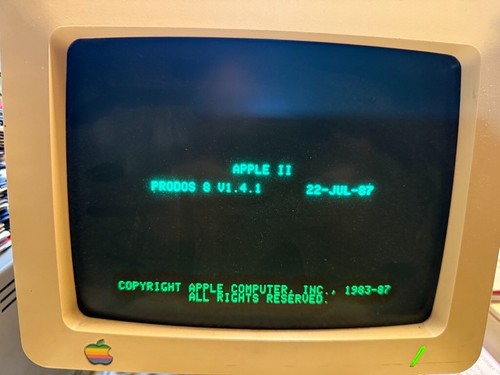 APPLE II
PRODOS 8 V1.4.1 22-JUL-87
COPYRIGHT APPLE COMPUTER, INC., 1983-87
ALL RIGHTS RESERVED.